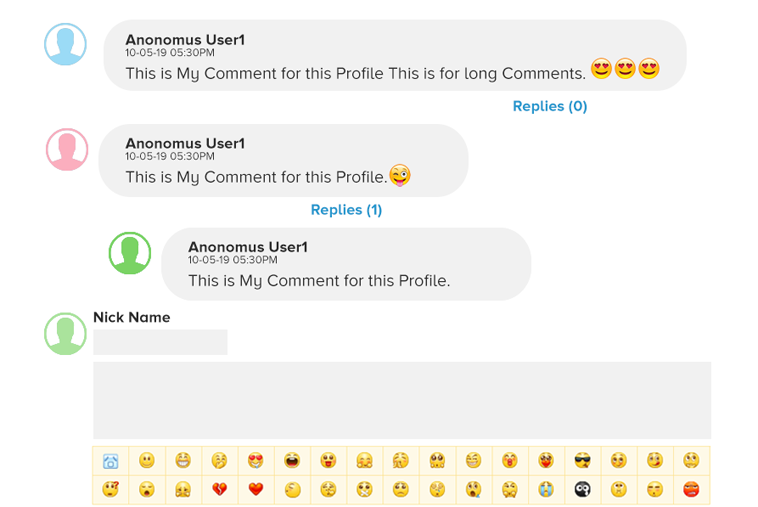 Anonomus User1
10-05-19 05:30PM
This is My Comment for this Profile This is for long Comments.
Replies (0)
Anonomus User1
10-05-19 05:30PM
This is My Comment for this Profile.
Replies (1)
Anonomus User1
10-05-19 05:30PM
This is My Comment for this Profile.
Nick Name